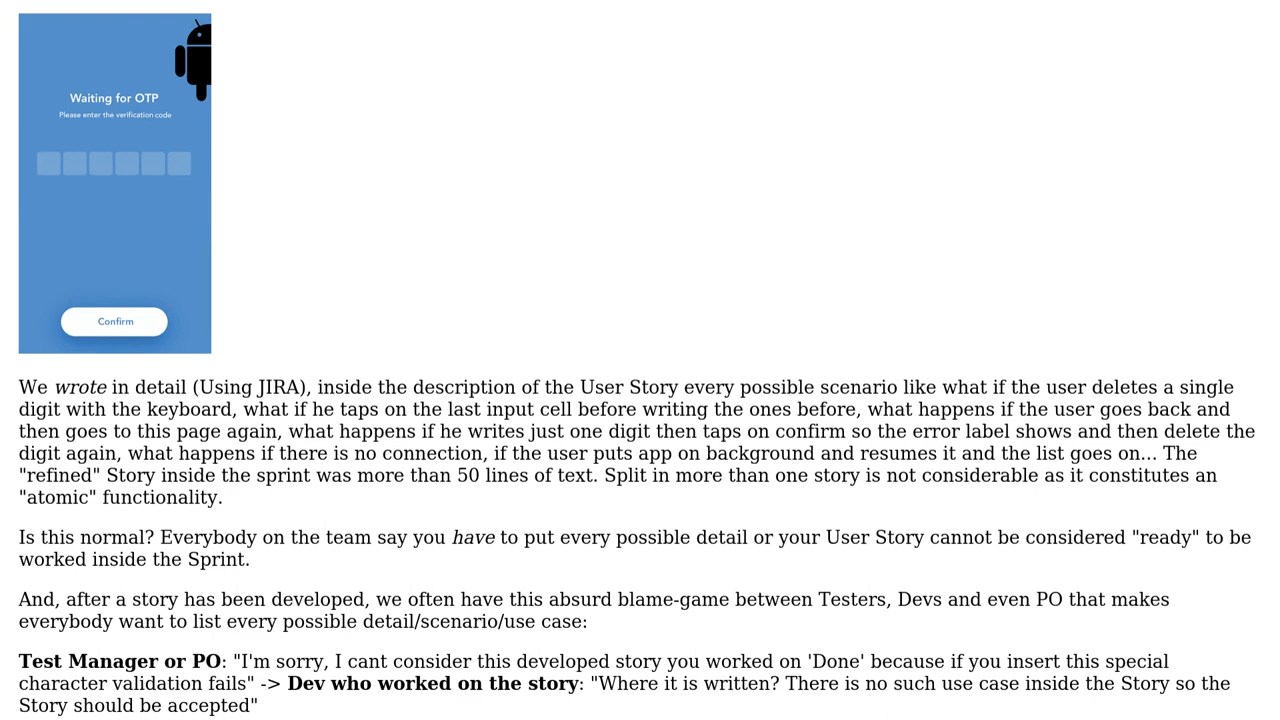 Waiting for OTP
Please enter the verification code
Confirm
We wrote in detail (Using JIRA), inside the description of the User Story every possible scenario like what if the user deletes a single
digit with the keyboard, what if he taps on the last input cell before writing the ones before, what happens if the user goes back and
then goes to this page again, what happens if he writes just one digit then taps on confirm so the error label shows and then delete the
digit again, what happens if there is no connection, if the user puts app on background and resumes it and the list goes on... The
"refined" Story inside the sprint was more than 50 lines of text. Split in more than one story is not considerable as it constitutes an
"atomic" functionality.
Is this normal? Everybody on the team say you have to put every possible detail or your User Story cannot be considered "ready" to be
worked inside the Sprint.
And, after a story has been developed, we often have this absurd blame-game between Testers, Devs and even PO that makes
everybody want to list every possible detail/scenario/use case:
Test Manager or PO: "I'm sorry, I cant consider this developed story you worked on 'Done' because if you insert this special
character validation fails" -> Dev who worked on the story: "Where it is written? There is no such use case inside the Story so the
Story should be accepted"